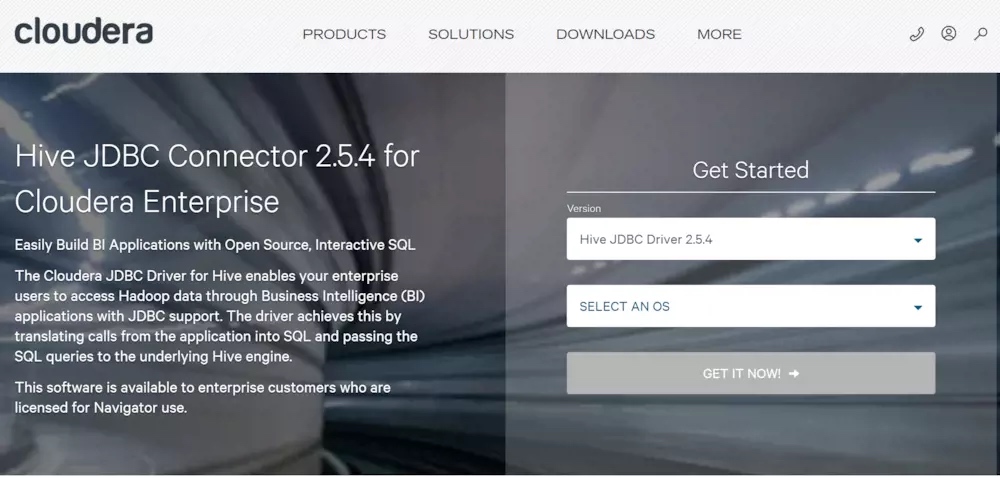 cloudera
PRODUCTS SOLUTIONS DOWNLOADS MORE
Hive JDBC Connector 2.5.4 for
Cloudera Enterprise
Easily Build BI Applications with Open Source, Interactive SQL
The Cloudera JDBC Driver for Hive enables your enterprise
users to access Hadoop data through Business Intelligence (BI)
applications with JDBC support. The driver achieves this by
translating calls from the application into SQL and passing the
SQL queries to the underlying Hive engine.
This software is available to enterprise customers who are
licensed for Navigator use.
Get Started
Version
Hive JDBC Driver 2.5.4
SELECT AN OS
GET IT NOW!